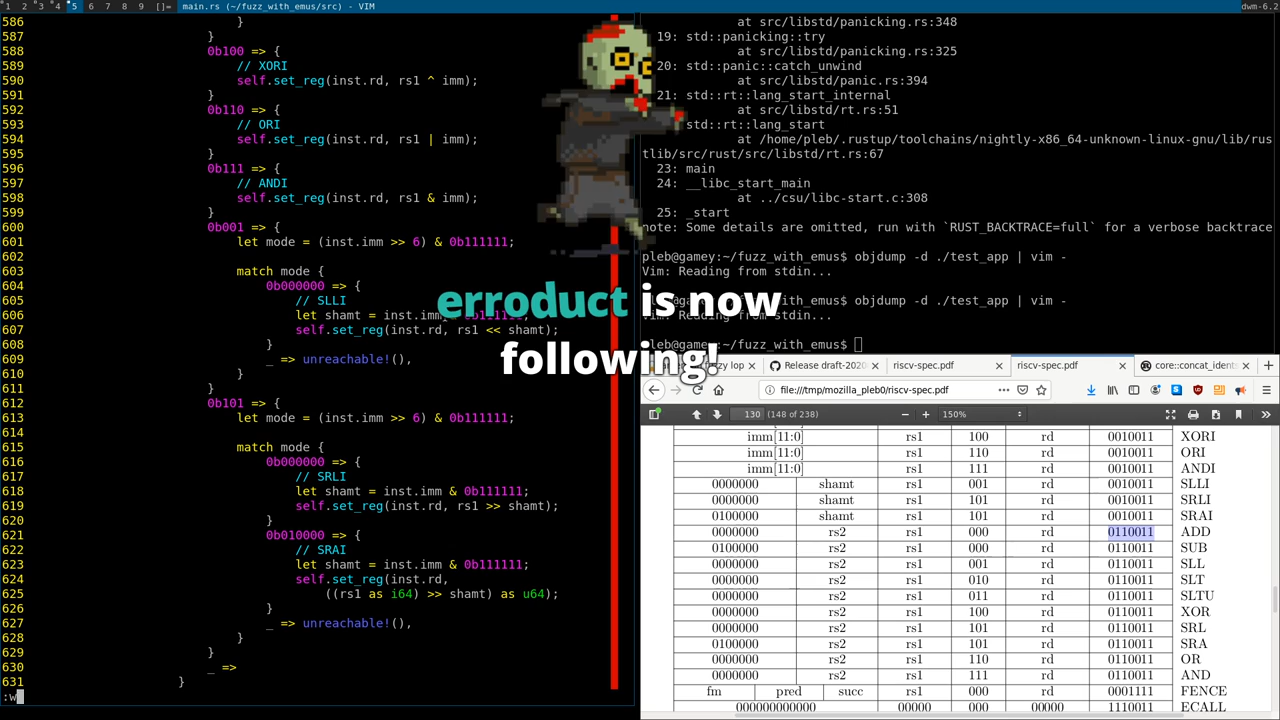 1 2 3 4 5 6 7 8 9 []= main.rs (~/fuzz_with_emus/src) - VIM
dwm-6.2
586 }
587 }
588 0b100 => {
589 // XORI
590 self.set_reg(inst.rd, rs1 ^ imm);
591 }
592 0b110 => {
593 // ORI
594 self.set_reg(inst.rd, rs1 | imm);
595 }
596 0b111 => {
597 // ANDI
598 self.set_reg(inst.rd, rs1 & imm);
599 }
600 0b001 => {
601 let mode = (inst.imm >> 6) & 0b111111;
602
603 match mode {
604 0b000000 => {
605 // SLLI
606 let shamt = inst.imm
607 self.set_reg(inst.rd, rs1 << shamt);
608 }
609 _ => unreachable!(),
610 }
611 }
612 0b101 => {
613 let mode = (inst.imm >> 6) & 0b111111;
614
615 match mode {
616 0b000000 => {
617 // SRLI
618 let shamt = inst.imm & 0b111111;
619 self.set_reg(inst.rd, rs1 >> shamt);
620 }
621 0b010000 => {
622 // SRAI
623 let shamt = inst.imm & 0b111111;
624 self.set_reg(inst.rd,
625 ((rs1 as i64) >> shamt) as u64);
626 }
627 _ => unreachable!(),
628 }
629 }
630 _ =>
631 }
:w
erroduct is now
following!
at src/libstd/panicking.rs:348
19: std::panicking::try
at src/libstd/panicking.rs:325
20: std::panic::catch_unwind
at src/libstd/panic.rs:394
21: std::rt::lang_start_internal
at src/libstd/rt.rs:51
std::rt::lang_start
at /home/pleb/.rustup/toolchains/nightly-x86_64-unknown-linux-gnu/lib/rus
tlib/src/rust/src/libstd/rt.rs:67
23: main
24: __libc_start_main
at ../csu/libc-start.c:308
25: _start
note: Some details are omitted, run with `RUST_BACKTRACE=full` for a verbose backtrace
pleb@gamey:~/fuzz_with_emus$ objdump -d ./test_app | vim -
Vim: Reading from stdin...
pleb@gamey:~/fuzz_with_emus$ objdump -d ./test_app | vim -
Vim: Reading from stdin...
pleb@gamey:~/fuzz_with_emus$
lop Release draft-2020 riscv-spec.pdf riscv-spec.pdf core::concat_idents
file:///tmp/mozilla_pleb0/riscv-spec.pdf
130 (148 of 238) 150%
imm[11:0] rs1 100 rd 0010011 XORI
imm[11:0] rs1 110 rd 0010011 ORI
imm[11:0] rs1 111 rd 0010011 ANDI
0000000 shamt rs1 001 rd 0010011 SLLI
0000000 shamt rs1 101 rd 0010011 SRLI
0100000 shamt rs1 101 rd 0010011 SRAI
0000000 rs2 rs1 000 rd 0110011 ADD
0100000 rs2 rs1 000 rd 0110011 SUB
0000000 rs2 rs1 001 rd 0110011 SLL
0000000 rs2 rs1 010 rd 0110011 SLT
0000000 rs2 rs1 011 rd 0110011 SLTU
0000000 rs2 rs1 100 rd 0110011 XOR
0000000 rs2 rs1 101 rd 0110011 SRL
0100000 rs2 rs1 101 rd 0110011 SRA
0000000 rs2 rs1 110 rd 0110011 OR
0000000 rs2 rs1 111 rd 0110011 AND
fm pred succ rs1 000 rd 0001111 FENCE
000000000000 00000 000 00000 1110011 ECALL